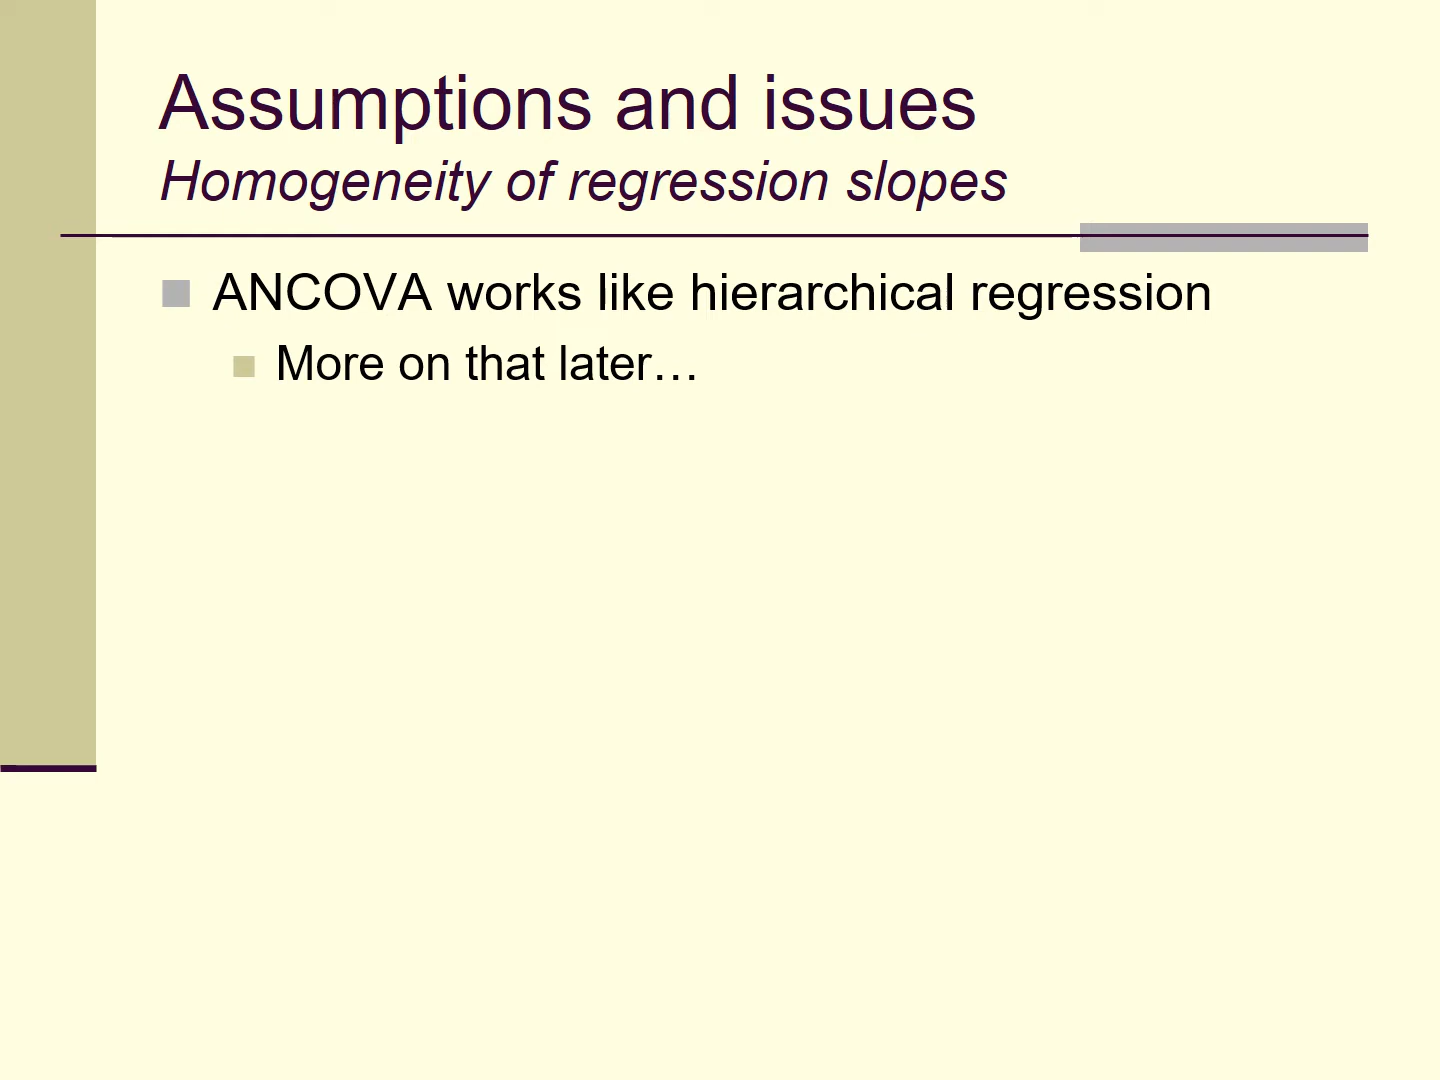 Assumptions and issues
Homogeneity of regression slopes
ANCOVA works like hierarchical regression
More on that later…